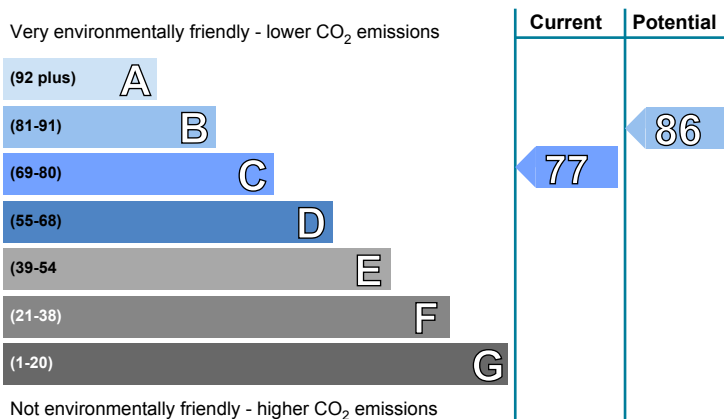 Current Potential
Very environmentally friendly - lower CO2 emissions
(92 plus) A
(81-91) B
86
(69-80) C
77
(55-68) D
(39-54 E
(21-38) F
(1-20) G
Not environmentally friendly - higher CO2 emissions